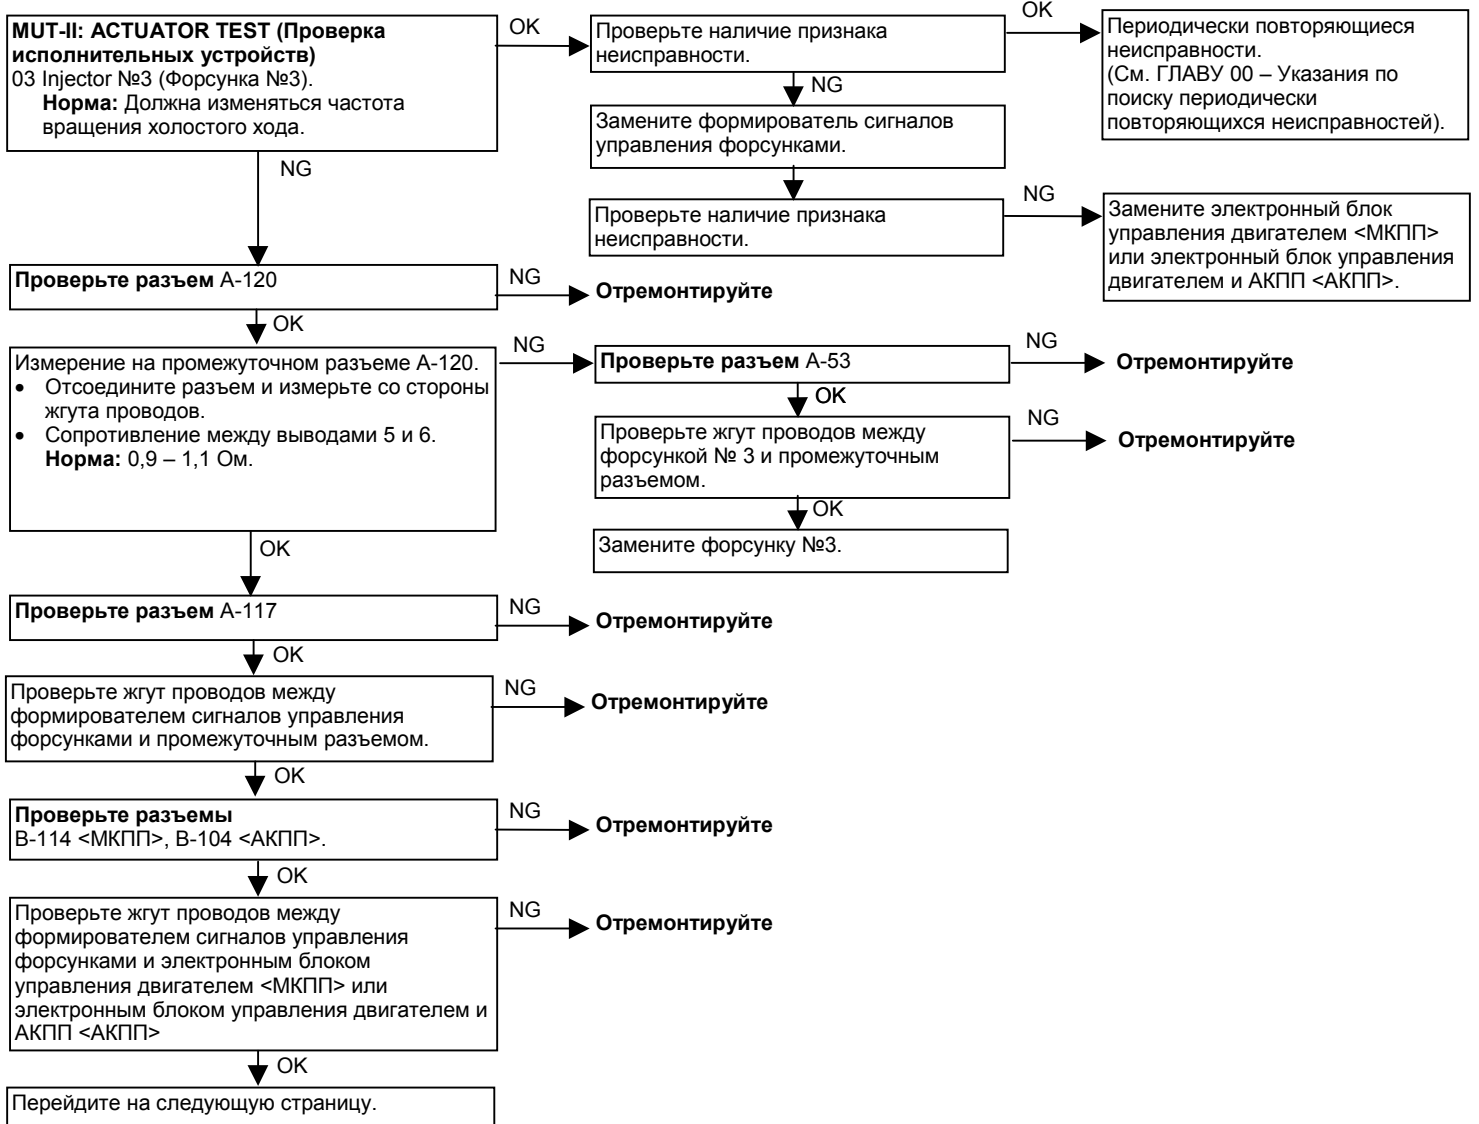 MUT-II: ACTUATOR TEST (Проверка
исполнительных устройств)
03 Injector №3 (Форсунка №3).
Норма: Должна изменяться частота
вращения холостого хода.
OK
Проверьте наличие признака
неисправности.
OK
Периодически повторяющиеся
неисправности.
(См. ГЛАВУ 00 – Указания по
поиску периодически
повторяющихся неисправностей).
NG
Замените формирователь сигналов
управления форсунками.
NG
Проверьте наличие признака
неисправности.
NG
Замените электронный блок
управления двигателем <МКПП>
или электронный блок управления
двигателем и АКПП <АКПП>.
Проверьте разъем А-120
NG
Отремонтируйте
OK
Измерение на промежуточном разъеме А-120.
• Отсоедините разъем и измерьте со стороны
жгута проводов.
• Сопротивление между выводами 5 и 6.
Норма: 0,9 – 1,1 Ом.
NG
Проверьте разъем А-53
NG
Отремонтируйте
OK
Проверьте жгут проводов между
форсункой № 3 и промежуточным
разъемом.
NG
Отремонтируйте
OK
Замените форсунку №3.
OK
Проверьте разъем А-117
NG
Отремонтируйте
OK
Проверьте жгут проводов между
формирователем сигналов управления
форсунками и промежуточным разъемом.
NG
Отремонтируйте
OK
Проверьте разъемы
В-114 <МКПП>, В-104 <АКПП>.
NG
Отремонтируйте
OK
Проверьте жгут проводов между
формирователем сигналов управления
форсунками и электронным блоком
управления двигателем <МКПП> или
электронным блоком управления двигателем и
АКПП <АКПП>
NG
Отремонтируйте
OK
Перейдите на следующую страницу.